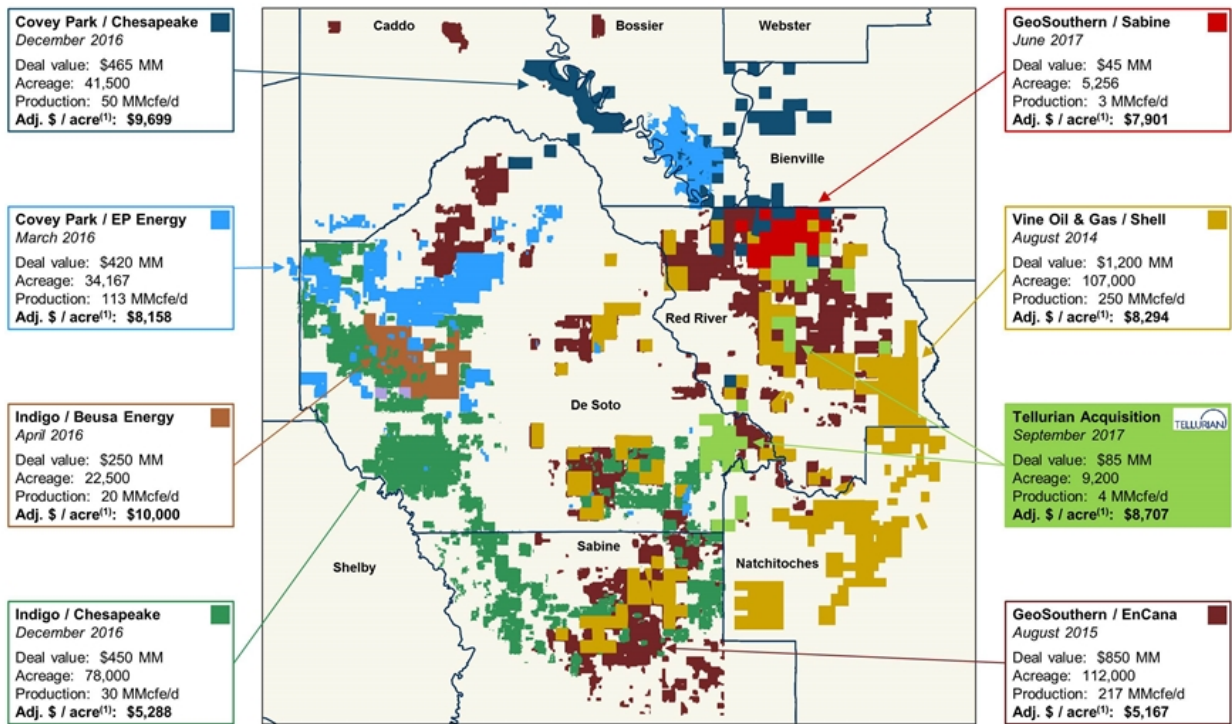 Covey Park / Chesapeake
December 2016
Deal value: $465 MM
Acreage: 41,500
Production: 50 MMcfe/d
Adj. $ / acre(1): $9,699
Covey Park / EP Energy
March 2016
Deal value: $420 MM
Acreage: 34,167
Production: 113 MMcfe/d
Adj. $ / acre(1): $8,158
Indigo / Beusa Energy
April 2016
Deal value: $250 MM
Acreage: 22,500
Production: 20 MMcfe/d
Adj. $ / acre(1): $10,000
Indigo / Chesapeake
December 2016
Deal value: $450 MM
Acreage: 78,000
Production: 30 MMcfe/d
Adj. $ / acre(1): $5,288
Caddo
Bossier
Webster
Bienville
Red River
De Soto
Sabine
Natchitoches
Shelby
GeoSouthern / Sabine
June 2017
Deal value: $45 MM
Acreage: 5,256
Production: 3 MMcfe/d
Adj. $ / acre(1): $7,901
Vine Oil & Gas / Shell
August 2014
Deal value: $1,200 MM
Acreage: 107,000
Production: 250 MMcfe/d
Adj. $ / acre(1): $8,294
Tellurian Acquisition
TELLURIAN
September 2017
Deal value: $85 MM
Acreage: 9,200
Production: 4 MMcfe/d
Adj. $ / acre(1): $8,707
GeoSouthern / EnCana
August 2015
Deal value: $850 MM
Acreage: 112,000
Production: 217 MMcfe/d
Adj. $ / acre(1): $5,167